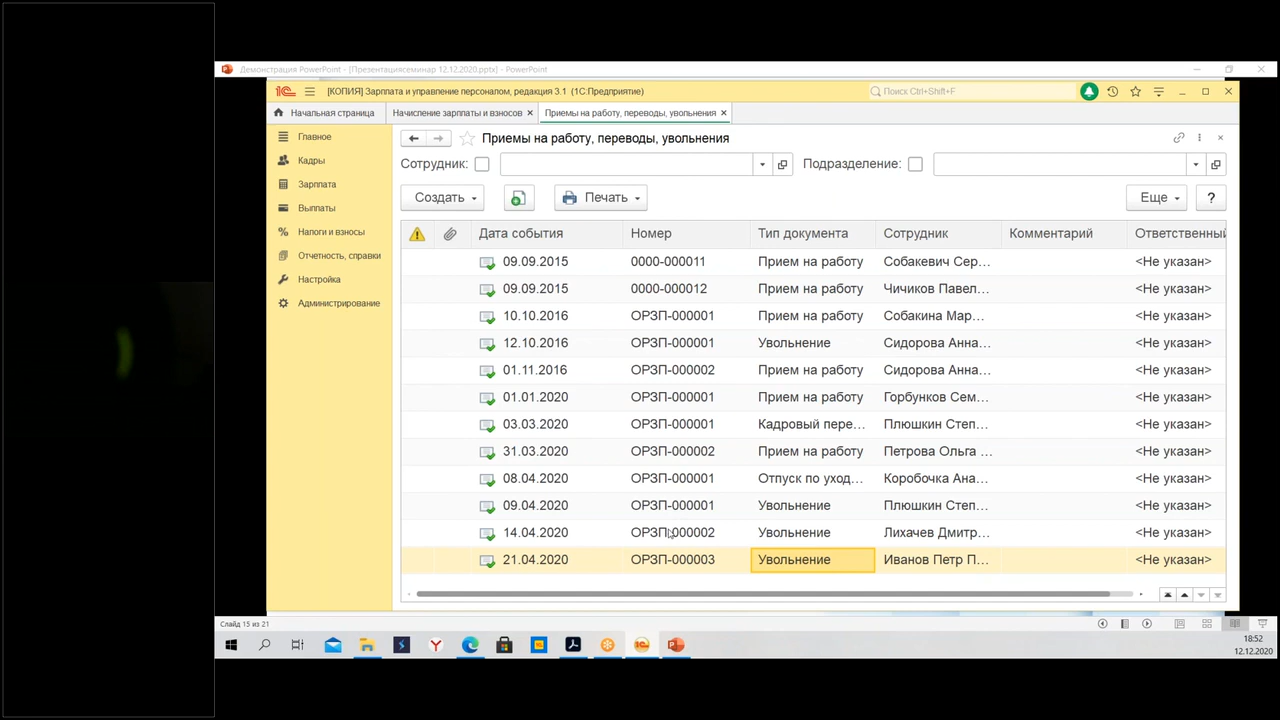 Демонстрация PowerPoint - [Презентациясеминар 12.12.2020.pptx] - PowerPoint
[КОПИЯ] Зарплата и управление персоналом, редакция 3.1 (1С:Предприятие)
Поиск Ctrl+Shift+F
Начальная страница
Начисление зарплаты и взносов ×
Приемы на работу, переводы, увольнения ×
Главное
Кадры
Зарплата
Выплаты
Налоги и взносы
Отчетность, справки
Настройка
Администрирование
Приемы на работу, переводы, увольнения
Сотрудник:
Подразделение:
Создать
Печать
Еще
?
Дата события Номер Тип документа Сотрудник Комментарий Ответственный
09.09.2015 0000-000011 Прием на работу Собакевич Сер... <Не указан>
09.09.2015 0000-000012 Прием на работу Чичиков Павел... <Не указан>
10.10.2016 ОРЗП-000001 Прием на работу Собакина Мар... <Не указан>
12.10.2016 ОРЗП-000001 Увольнение Сидорова Анна... <Не указан>
01.11.2016 ОРЗП-000002 Прием на работу Сидорова Анна... <Не указан>
01.01.2020 ОРЗП-000001 Прием на работу Горбунков Сем... <Не указан>
03.03.2020 ОРЗП-000001 Кадровый пере... Плюшкин Степ... <Не указан>
31.03.2020 ОРЗП-000002 Прием на работу Петрова Ольга ... <Не указан>
08.04.2020 ОРЗП-000001 Отпуск по уход... Коробочка Ана... <Не указан>
09.04.2020 ОРЗП-000001 Увольнение Плюшкин Степ... <Не указан>
14.04.2020 ОРЗП-000002 Увольнение Лихачев Дмитр... <Не указан>
21.04.2020 ОРЗП-000003 Увольнение Иванов Петр П... <Не указан>
Слайд 15 из 21
18:52
12.12.2020